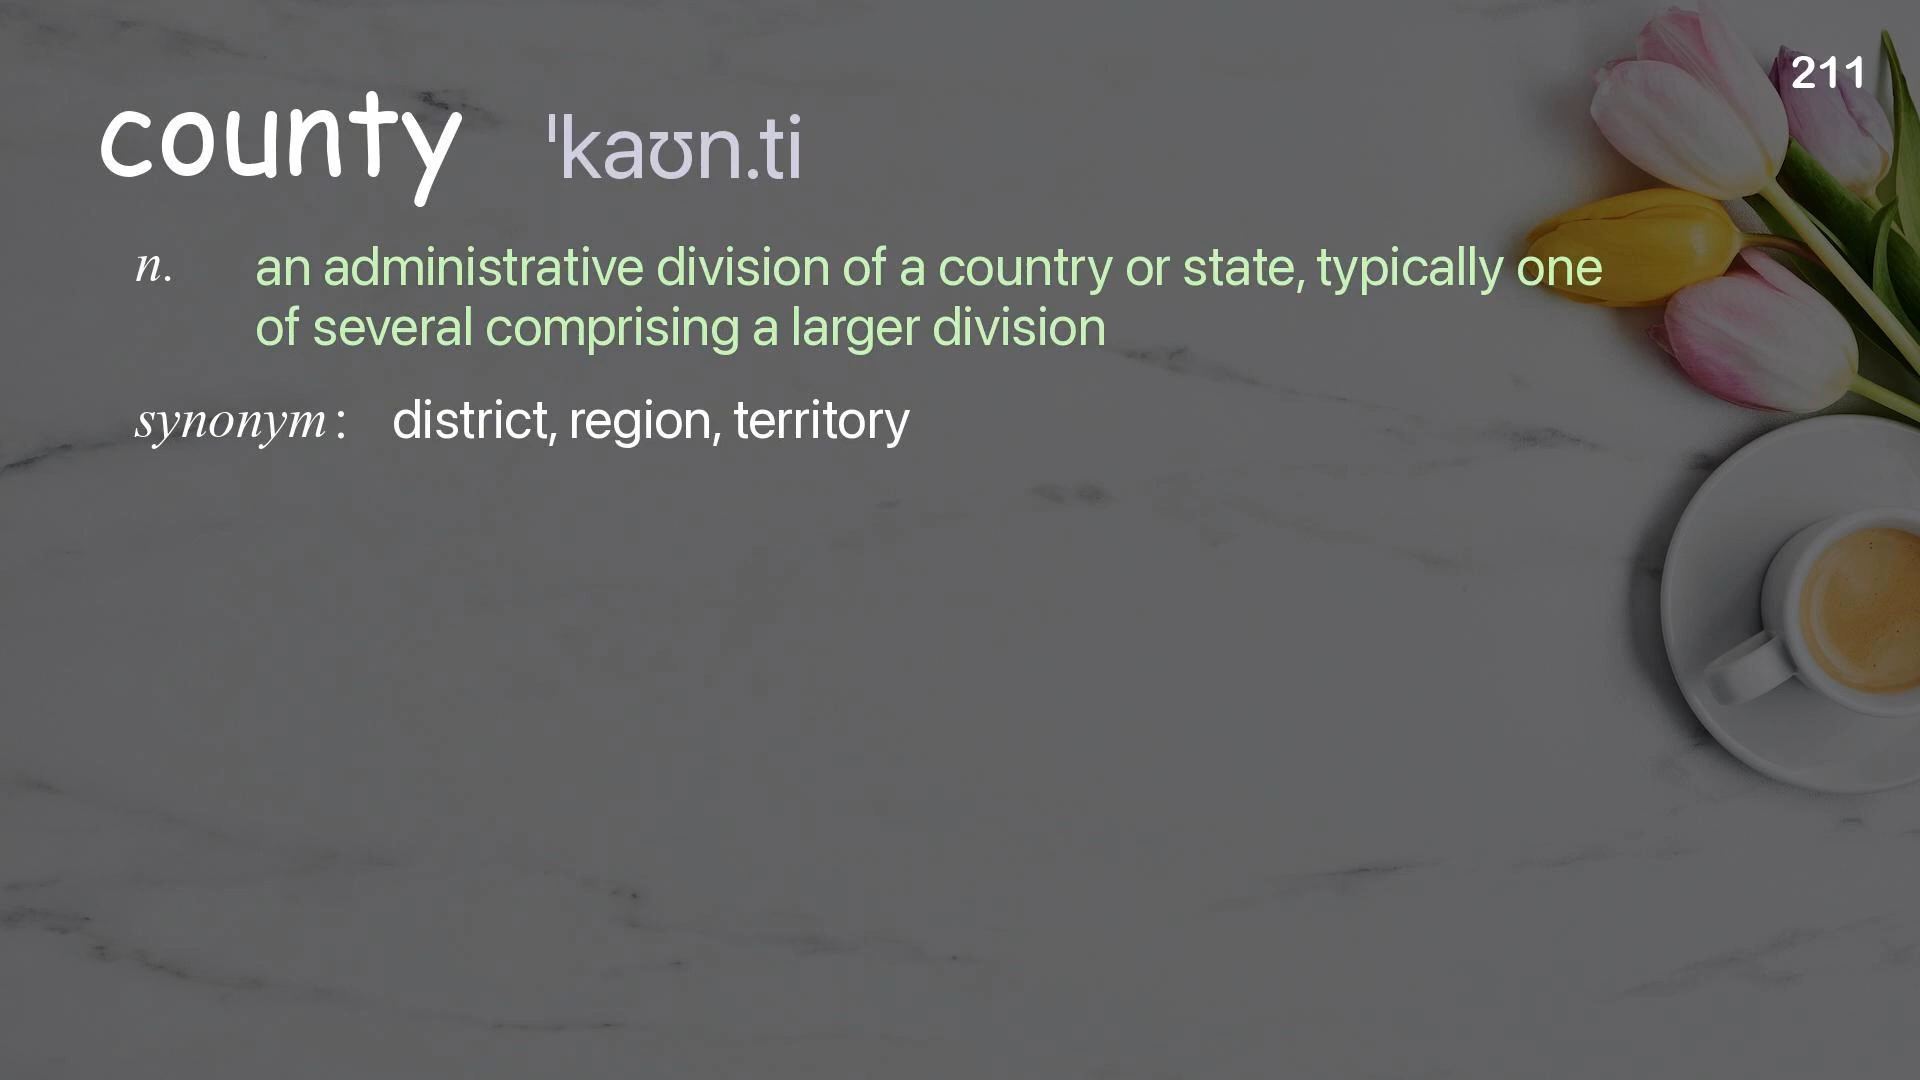 211
county ˈkaʊn.ti
n. an administrative division of a country or state, typically one
of several comprising a larger division
synonym : district, region, territory